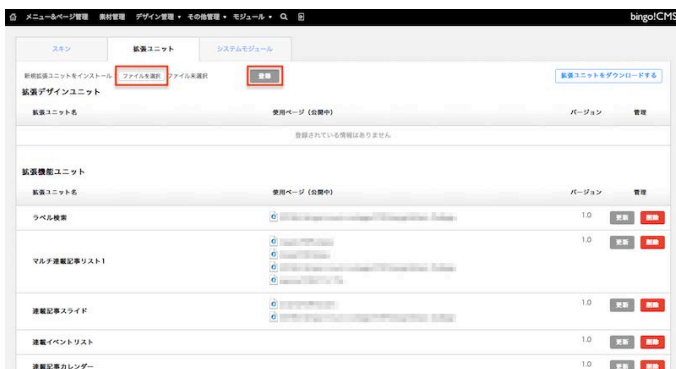 メニュー&ページ管理 素材管理 デザイン管理 その他管理 モジュール bingo!CMS
スキン 拡張ユニット システムモジュール
新規拡張ユニットをインストール ファイルを選択 ファイル未選択 登録 拡張ユニットをダウンロードする
拡張デザインユニット
拡張ユニット名 使用ページ (公開中) バージョン 管理
登録されている情報はありません
拡張機能ユニット
拡張ユニット名 使用ページ (公開中) バージョン 管理
ラベル検索 1.0 更新 削除
マルチ連載記事リスト1 1.0 更新 削除
連載記事スライド 1.0 更新 削除
連載イベントリスト 1.0 更新 削除
連載記事カレンダー 1.0 更新 削除